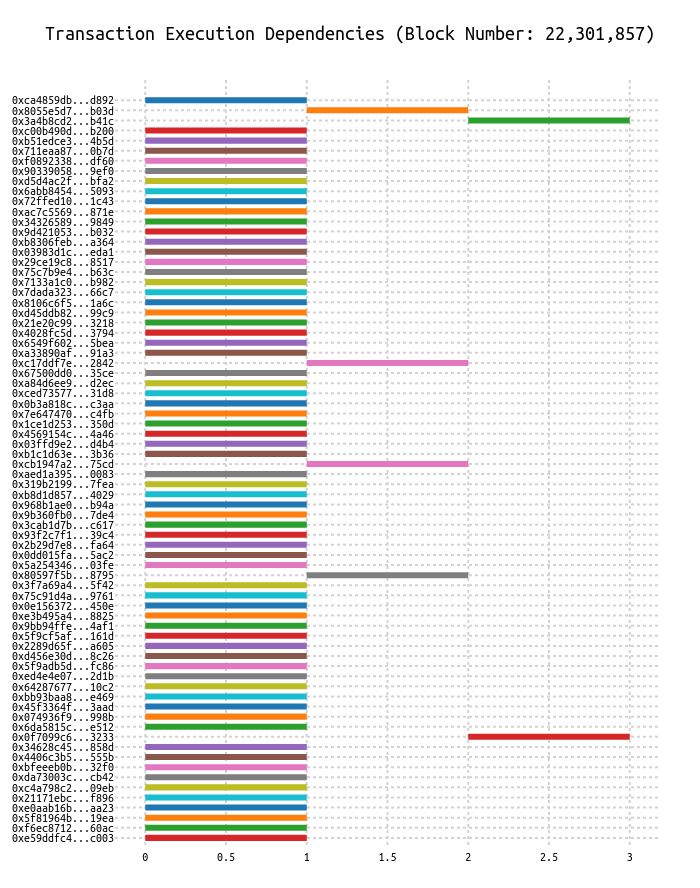 Transaction Execution Dependencies (Block Number: 22,301,857)
0xca4859db...d892
0x8055e5d7...b03d
0x3a4b8cd2...b41c
0xc00b490d...b200
0xb51edce3...4b5d
0x711eaa87...0b7d
0xf0892338...df60
0x90339058...9ef0
0xd5d4ac2f...bfa2
0x6abb8454...5093
0x72ffed10...1c43
0xac7c5569...871e
0x34326589...9849
0x9d421053...b032
0xb8306feb...a364
0x03983d1c...eda1
0x29ce19c8...8517
0x75c7b9e4...b63c
0x7133a1c0...b982
0x7dada323...66c7
0x8106c6f5...1a6c
0xd45ddb82...99c9
0x21e20c99...3218
0x4028fc5d...3794
0x6549f602...5bea
0xa33890af...91a3
0xc17ddf7e...2842
0x67500dd0...35ce
0xa84d6ee9...d2ec
0xced73577...31d8
0x0b3a818c...c3aa
0x7e647470...c4fb
0x1ce1d253...350d
0x4569154c...4a46
0x03ffd9e2...d4b4
0xb1c1d63e...3b36
0xcb1947a2...75cd
0xaed1a395...0083
0x319b2199...7fea
0xb8d1d857...4029
0x968b1ae0...b94a
0x9b360fb0...7de4
0x3cab1d7b...c617
0x93f2c7f1...39c4
0x2b29d7e8...fa64
0x0dd015fa...5ac2
0x5a254346...03fe
0x80597f5b...8795
0x3f7a69a4...5f42
0x75c91d4a...9761
0x0e156372...450e
0xe3b495a4...8825
0x9bb94ffe...4af1
0x5f9cf5af...161d
0x2289d65f...a605
0xd456e30d...8c26
0x5f9adb5d...fc86
0xed4e4e07...2d1b
0x64287677...10c2
0xbb93baa8...e469
0x45f3364f...3aad
0x074936f9...998b
0x6da5815c...e512
0x0f7099c6...3233
0x34628c45...858d
0x4406c3b5...555b
0xbfeeeb0b...32f0
0xda73003c...cb42
0xc4a798c2...09eb
0x21171ebc...f896
0xe0aab16b...aa23
0x5f81964b...19ea
0xf6ec8712...60ac
0xe59ddfc4...c003
0 0.5 1 1.5 2 2.5 3